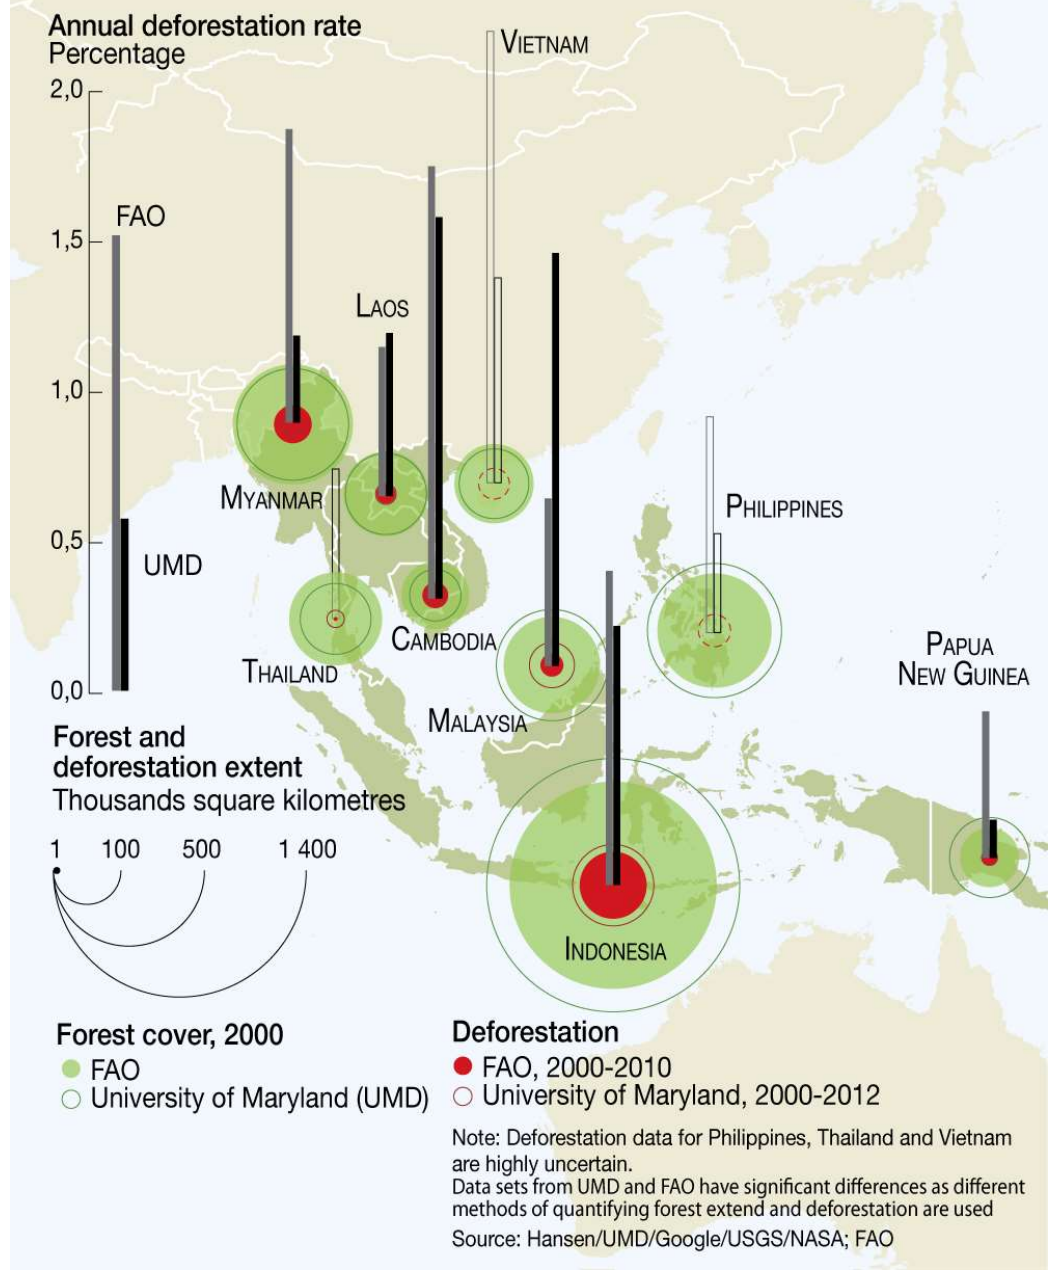 Annual deforestation rate
Percentage
2,0
1,5
1,0
0,5
0,0
FAO
UMD
VIETNAM
LAOS
MYANMAR
THAILAND
CAMBODIA
MALAYSIA
PHILIPPINES
PAPUA
NEW GUINEA
INDONESIA
Forest and
deforestation extent
Thousands square kilometres
1 100 500 1 400
Forest cover, 2000
FAO
University of Maryland (UMD)
Deforestation
FAO, 2000-2010
University of Maryland, 2000-2012
Note: Deforestation data for Philippines, Thailand and Vietnam
are highly uncertain.
Data sets from UMD and FAO have significant differences as different
methods of quantifying forest extend and deforestation are used
Source: Hansen/UMD/Google/USGS/NASA; FAO